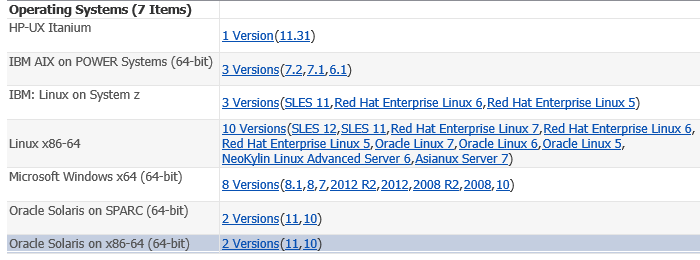 Operating Systems (7 Items)
HP-UX Itanium
1 Version(11.31)
IBM AIX on POWER Systems (64-bit)
3 Versions(7.2,7.1,6.1)
IBM: Linux on System z
3 Versions(SLES 11,Red Hat Enterprise Linux 6,Red Hat Enterprise Linux 5)
Linux x86-64
10 Versions(SLES 12,SLES 11,Red Hat Enterprise Linux 7,Red Hat Enterprise Linux 6,
Red Hat Enterprise Linux 5,Oracle Linux 7,Oracle Linux 6,Oracle Linux 5,
NeoKylin Linux Advanced Server 6,Asianux Server 7)
Microsoft Windows x64 (64-bit)
8 Versions(8.1,8,7,2012 R2,2012,2008 R2,2008,10)
Oracle Solaris on SPARC (64-bit)
2 Versions(11,10)
Oracle Solaris on x86-64 (64-bit)
2 Versions(11,10)